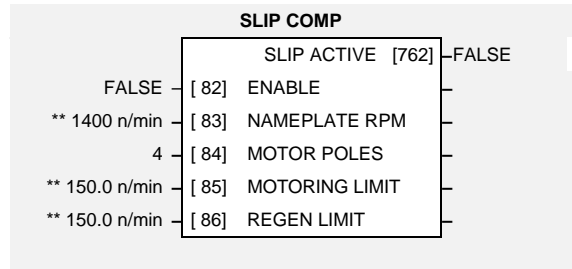 SLIP COMP
SLIP ACTIVE [762] FALSE
FALSE [ 82] ENABLE
** 1400 n/min [ 83] NAMEPLATE RPM
4 [ 84] MOTOR POLES
** 150.0 n/min [ 85] MOTORING LIMIT
** 150.0 n/min [ 86] REGEN LIMIT